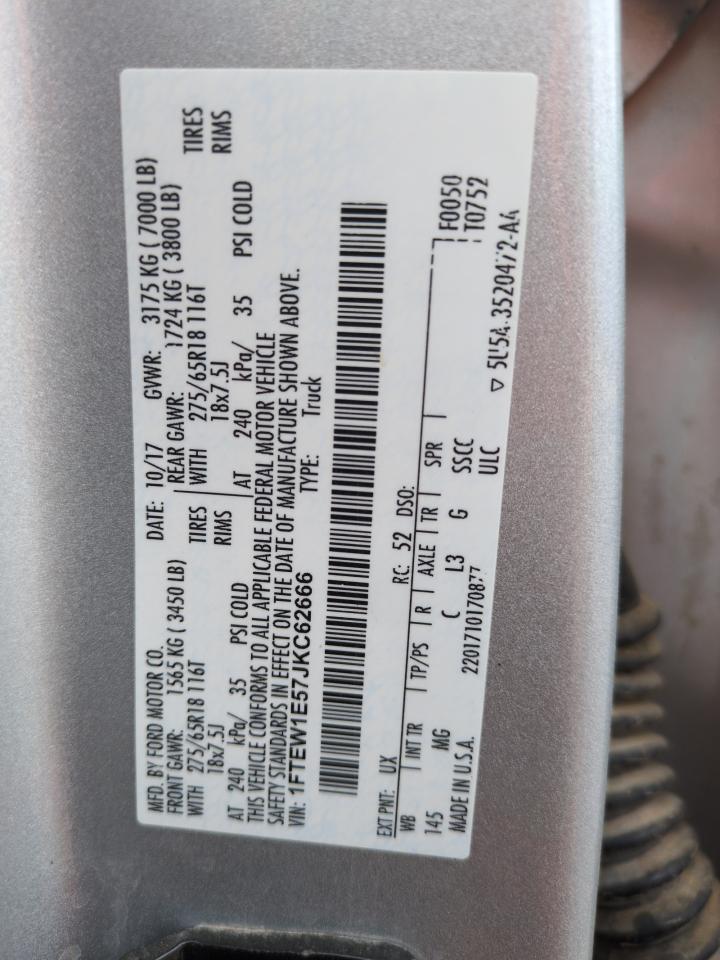 MFD. BY FORD MOTOR CO. DATE: 10/17 GVWR: 3175 KG ( 7000 LB)
FRONT GAWR: 1565 KG ( 3450 LB) REAR GAWR: 1724 KG ( 3800 LB)
WITH 275/65R18 116T TIRES WITH 275/65R18 116T TIRES
18x7.5J RIMS 18x7.5J RIMS
AT 240 kPa/ 35 PSI COLD AT 240 kPa/ 35 PSI COLD
THIS VEHICLE CONFORMS TO ALL APPLICABLE FEDERAL MOTOR VEHICLE
SAFETY STANDARDS IN EFFECT ON THE DATE OF MANUFACTURE SHOWN ABOVE.
VIN: 1FTEW1E57JKC62666 TYPE: Truck
EXT PNT: UX RC: 52 DSO:
WB INT TR TP/PS R AXLE TR SPR F0050
145 MG C L3 G SSCC T0752
MADE IN U.S.A. 2201710170877 ULC
▽ 5U5A-3520472-AA